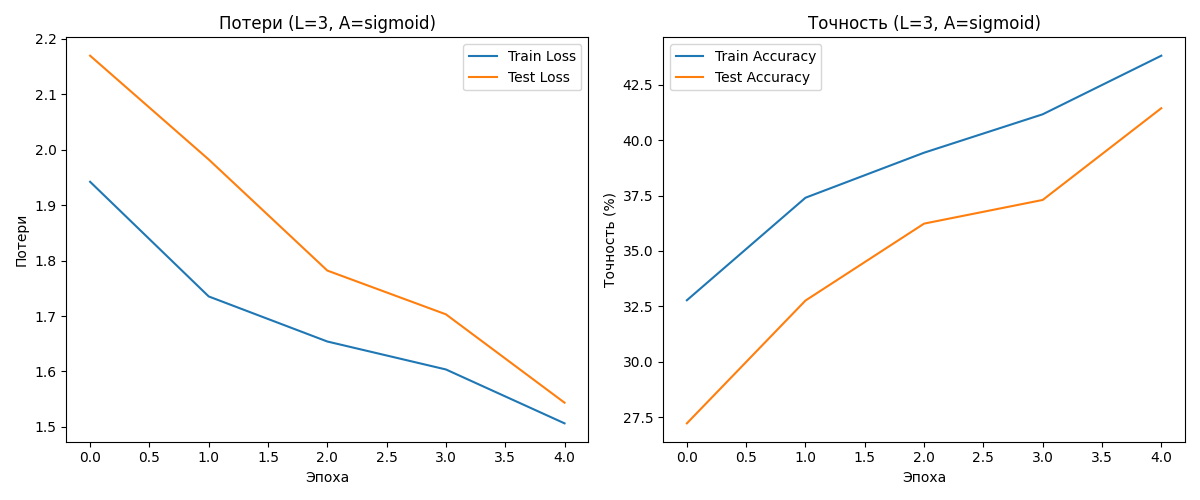 Потери (L=3, A=sigmoid)
2.2
2.1
2.0
1.9
1.8
1.7
1.6
1.5
Потери
Train Loss
Test Loss
0.0 0.5 1.0 1.5 2.0 2.5 3.0 3.5 4.0
Эпоха
Точность (L=3, A=sigmoid)
42.5
40.0
37.5
35.0
32.5
30.0
27.5
Точность (%)
Train Accuracy
Test Accuracy
0.0 0.5 1.0 1.5 2.0 2.5 3.0 3.5 4.0
Эпоха